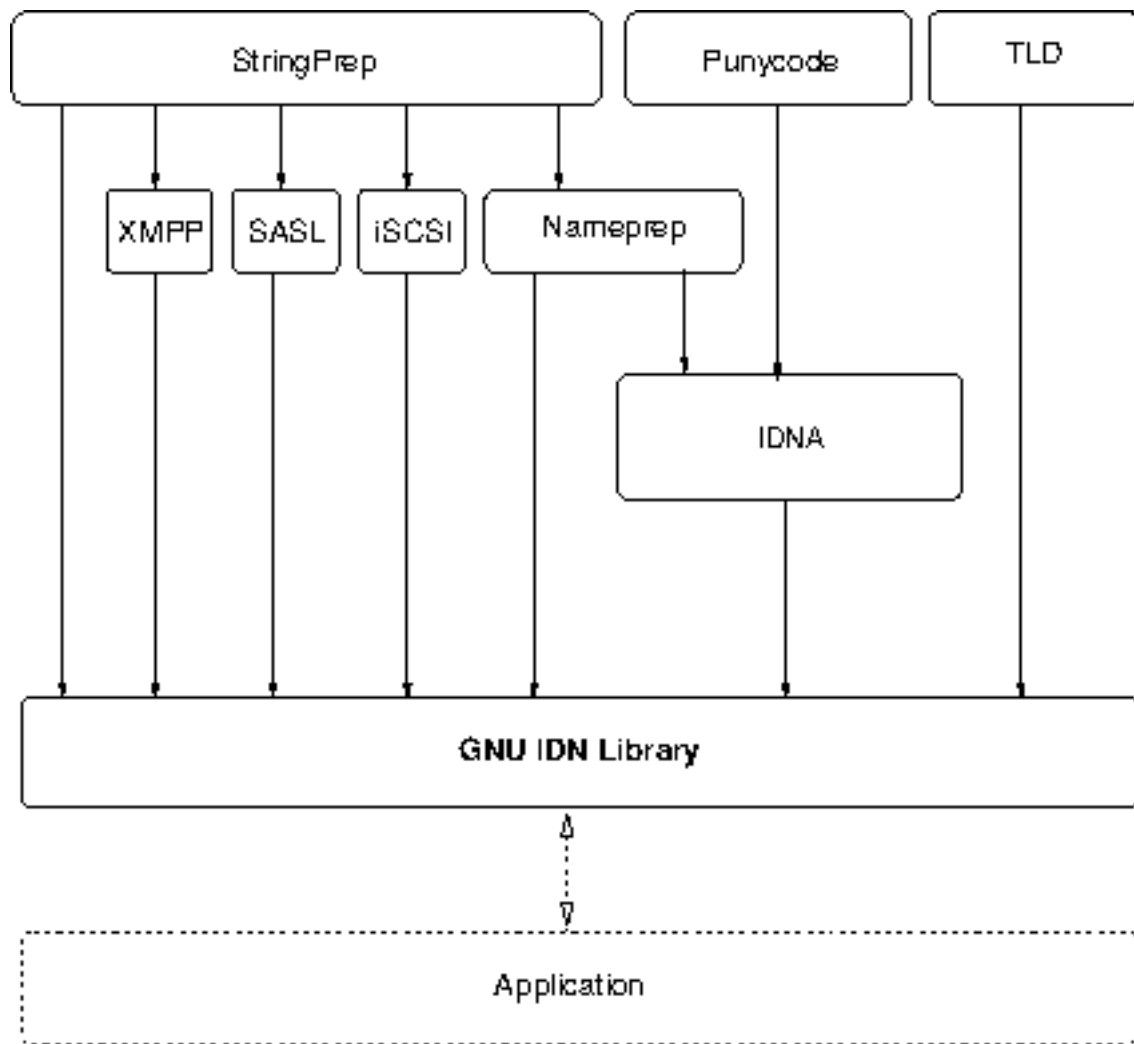 StringPrep
Punycode
TLD
XMPP
SASL
iSCSI
Nameprep
IDNA
GNU IDN Library
Application